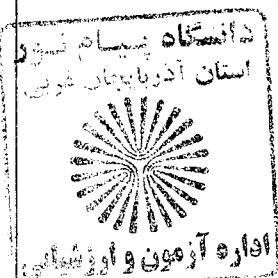 دانشگاه پیام نور
استان آذربایجان غربی
اداره آزمون و ارزشیابی